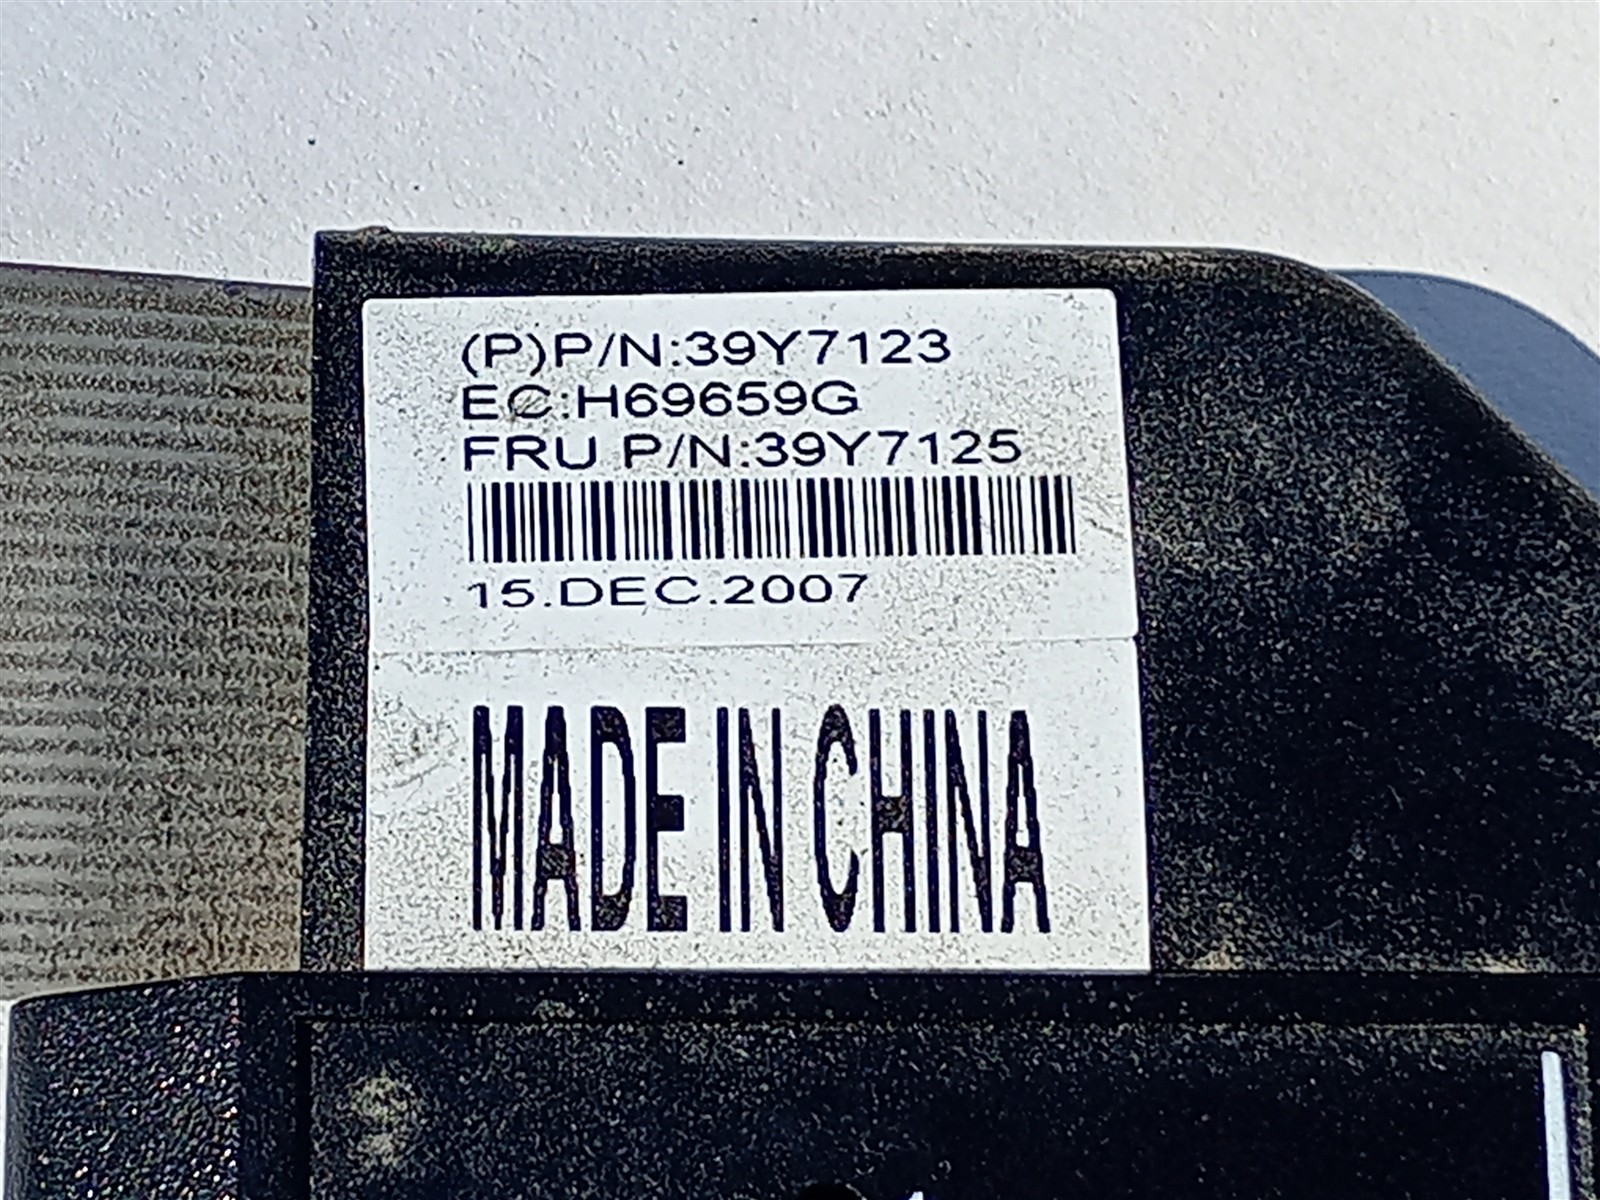 (P)P/N:39Y7123
EC:H69659G
FRU P/N:39Y7125
15.DEC.2007
MADE IN CHINA